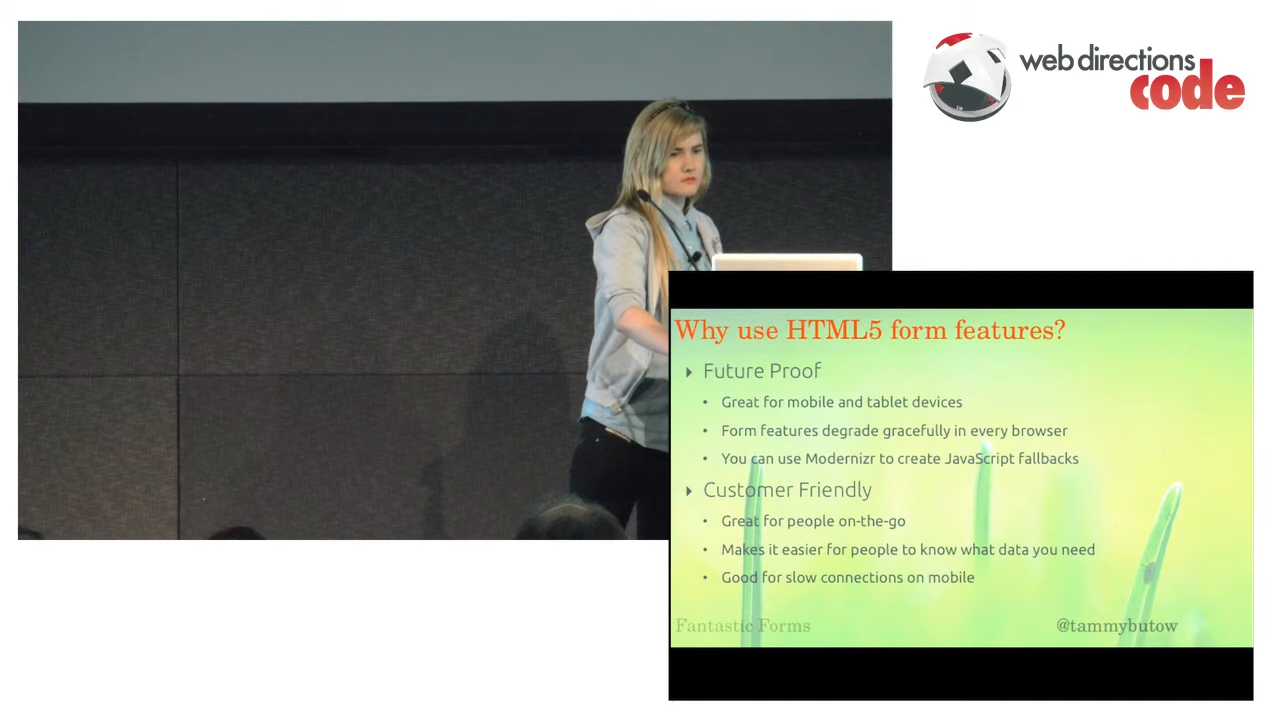 web directions
code
Why use HTML5 form features?
Future Proof
Great for mobile and tablet devices
Form features degrade gracefully in every browser
You can use Modernizr to create JavaScript fallbacks
Customer Friendly
Great for people on-the-go
Makes it easier for people to know what data you need
Good for slow connections on mobile
Fantastic Forms
@tammybutow